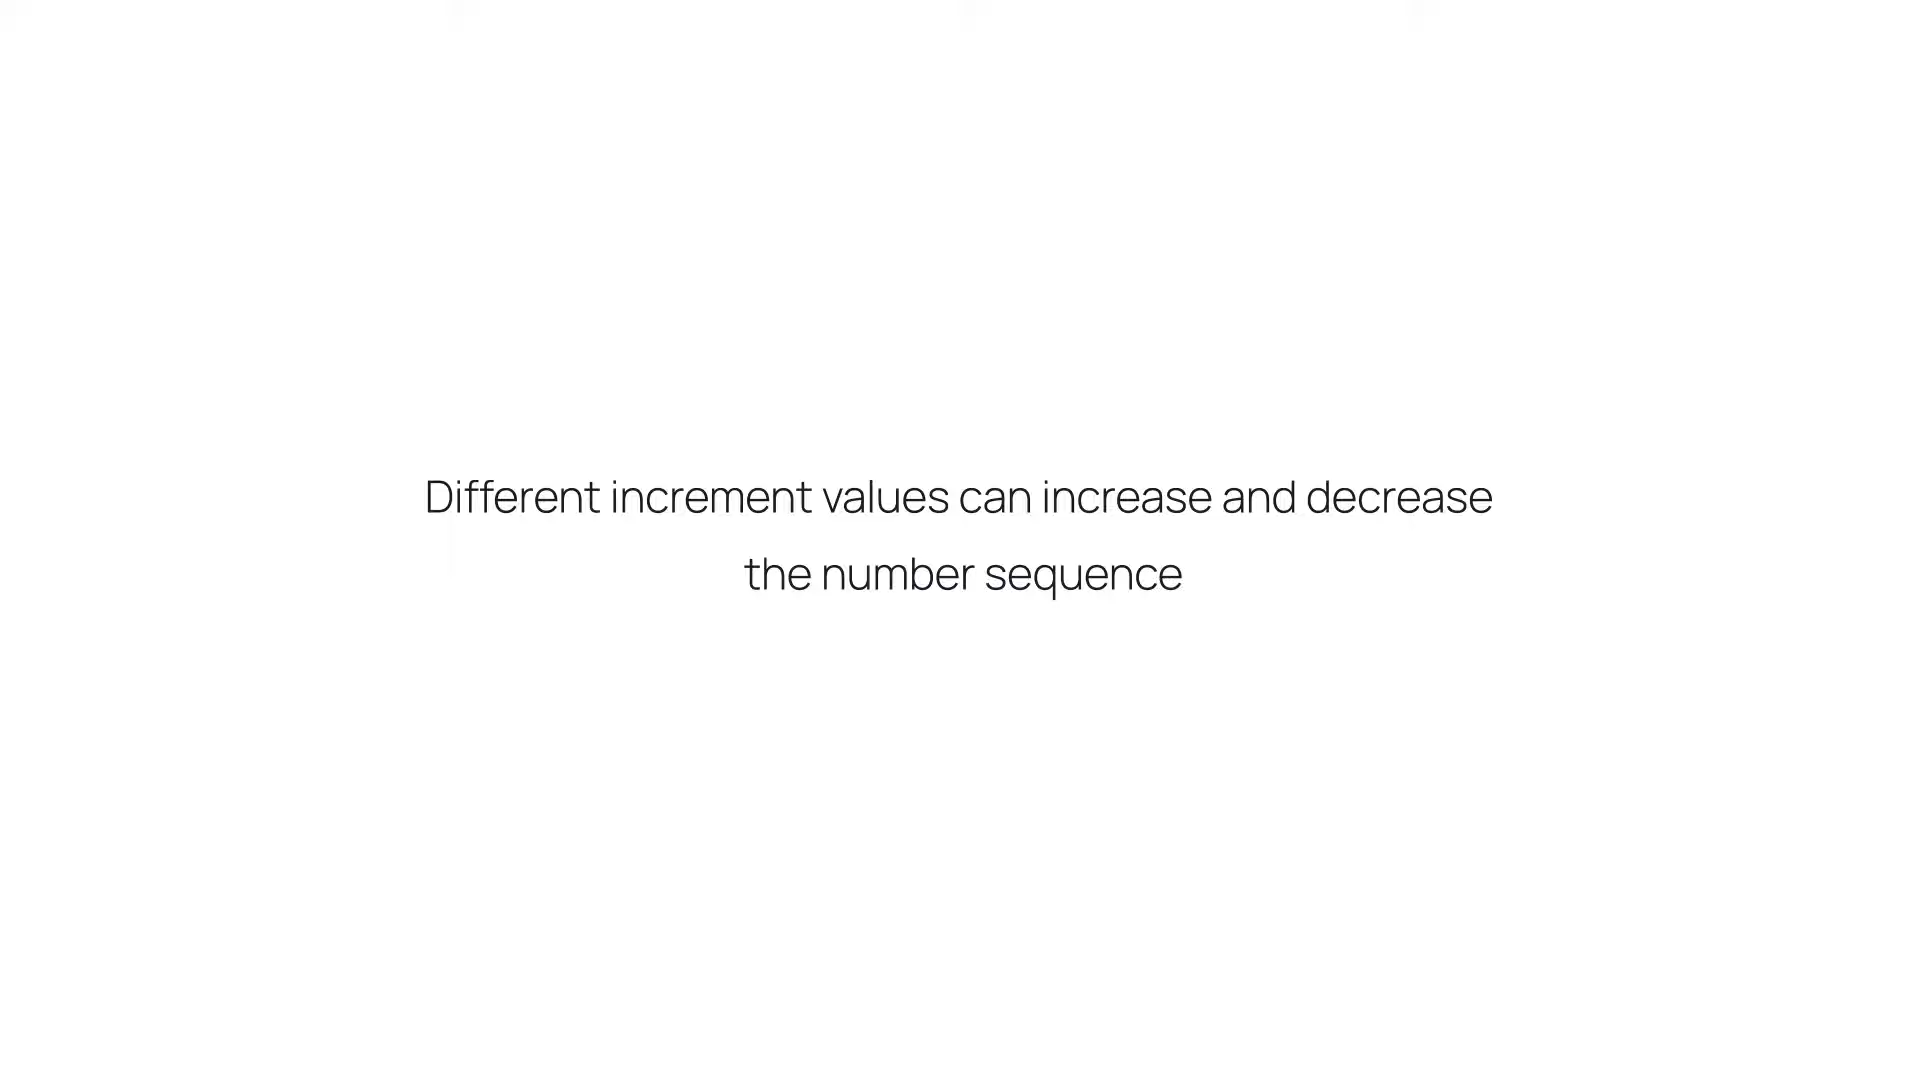 Different increment values can increase and decrease
the number sequence